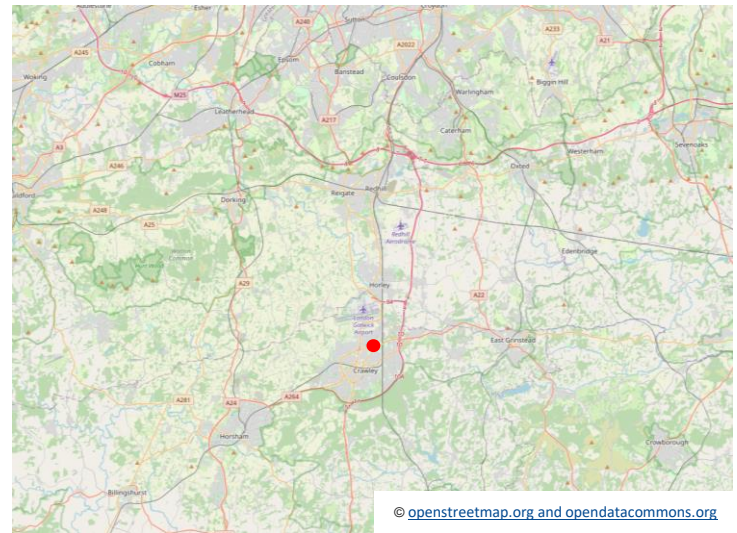 Esher
A240
Sutton
Croydon
A233
A21
A245
A2022
Cobham
Epsom
Banstead
Coulsdon
Biggin Hill
Woking
M25
Warlingham
Leatherhead
A217
Caterham
A3
Westerham
Sevenoaks
A246
Oxted
Reigate
Redhill
Dorking
A248
A25
Redhill
Aerodrome
Common
Edenbridge
A29
Horley
A22
London
Gatwick
Airport
East Grinstead
Crawley
A281
A24
A264
Horsham
Crowborough
Billingshurst
© openstreetmap.org and opendatacommons.org